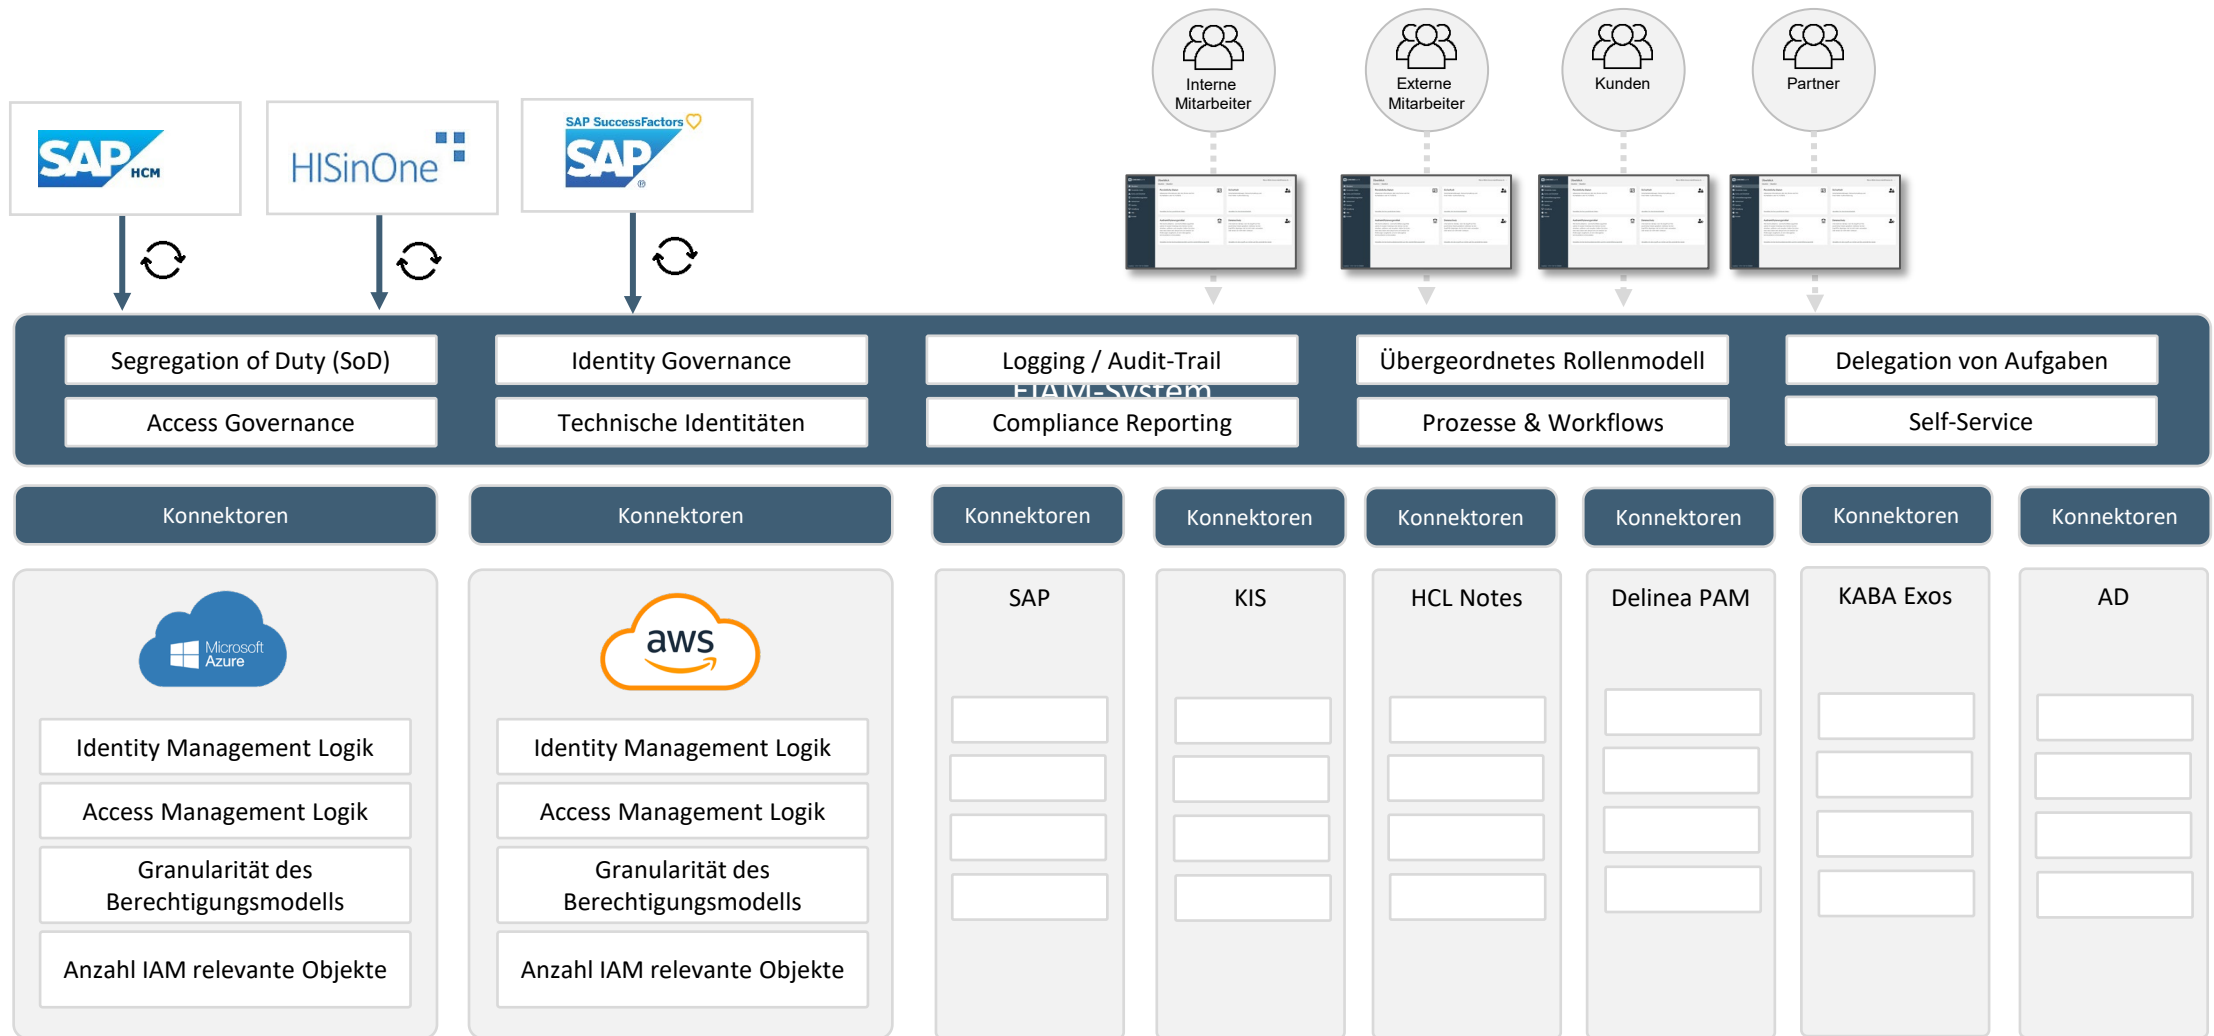 Interne
Mitarbeiter
Externe
Mitarbeiter
Kunden
Partner
SAP HCM
HISinOne
SAP SuccessFactors
SAP
®
Segregation of Duty (SoD)
Identity Governance
Logging / Audit-Trail
Übergeordnetes Rollenmodell
Delegation von Aufgaben
EIAM-System
Access Governance
Technische Identitäten
Compliance Reporting
Prozesse & Workflows
Self-Service
Konnektoren
Konnektoren
Konnektoren
Konnektoren
Konnektoren
Konnektoren
Konnektoren
Konnektoren
Microsoft
Azure
Identity Management Logik
Access Management Logik
Granularität des
Berechtigungsmodells
Anzahl IAM relevante Objekte
aws
Identity Management Logik
Access Management Logik
Granularität des
Berechtigungsmodells
Anzahl IAM relevante Objekte
SAP
KIS
HCL Notes
Delinea PAM
KABA Exos
AD